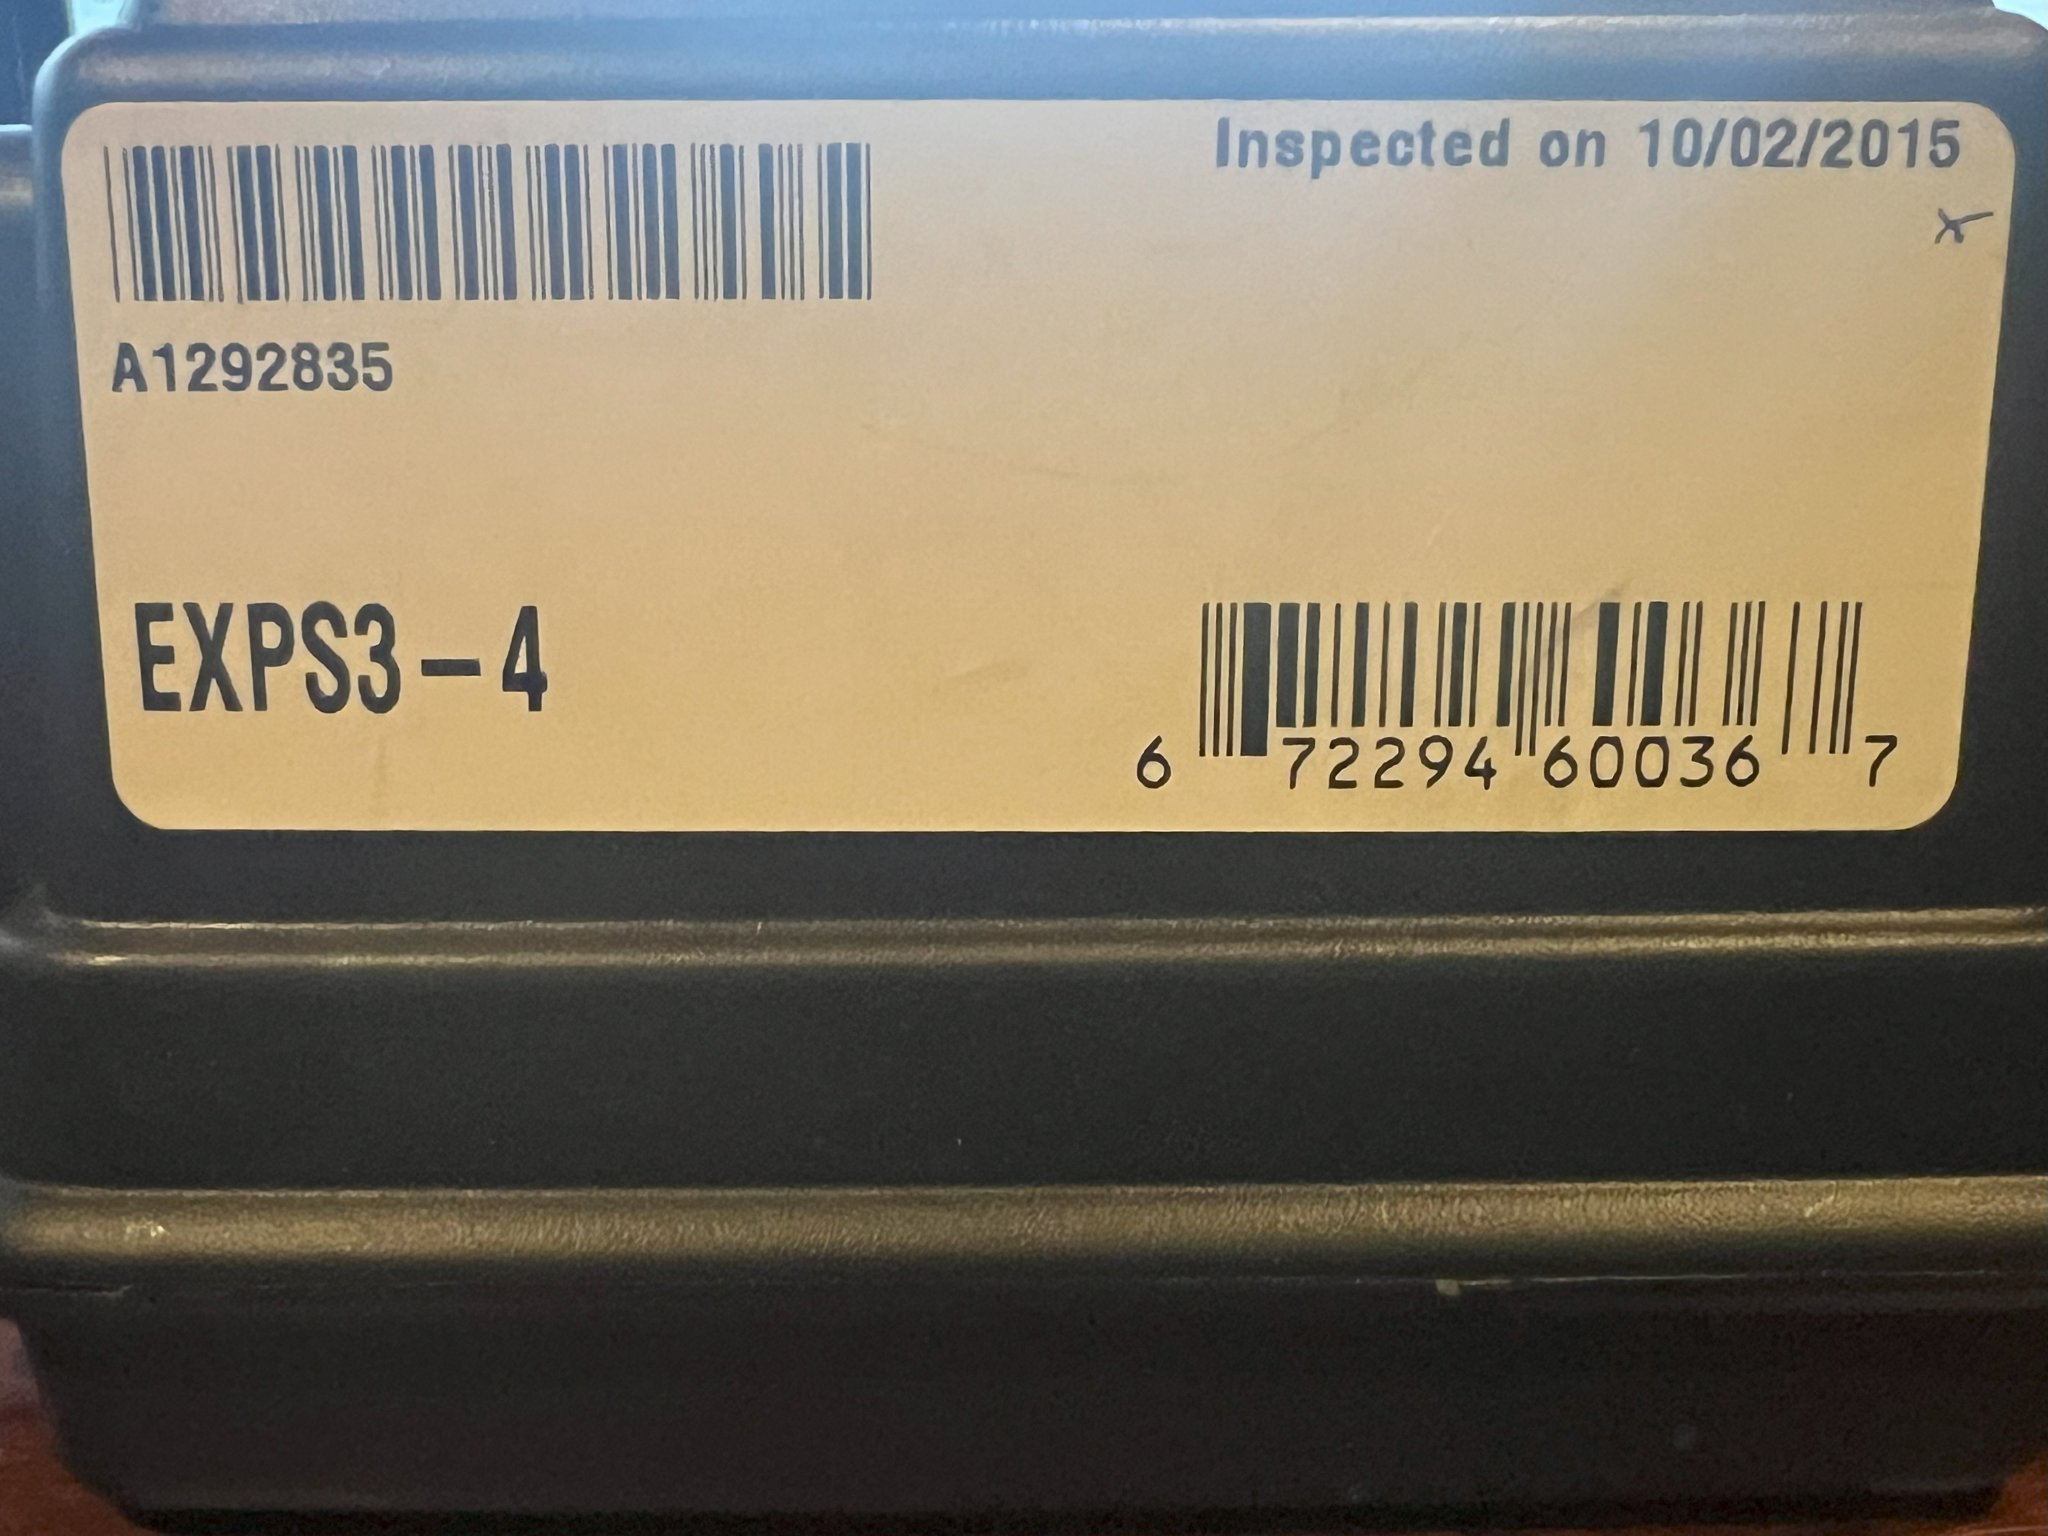 Inspected on 10/02/2015
A1292835
EXPS3-4
6 72294 60036 7